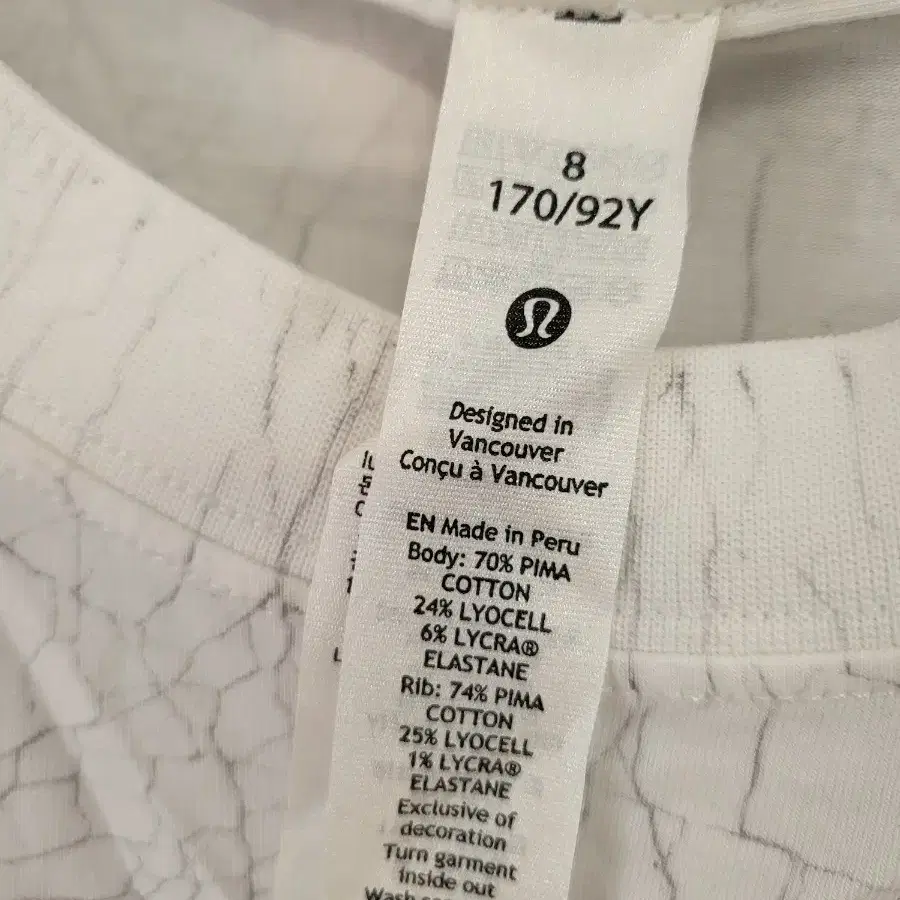 8
170/92Y
Designed in
Vancouver
Conçu à Vancouver
EN Made in Peru
Body: 70% PIMA
COTTON
24% LYOCELL
6% LYCRA®
ELASTANE
Rib: 74% PIMA
COTTON
25% LYOCELL
1% LYCRA®
ELASTANE
Exclusive of
decoration
Turn garment
inside out
Wash